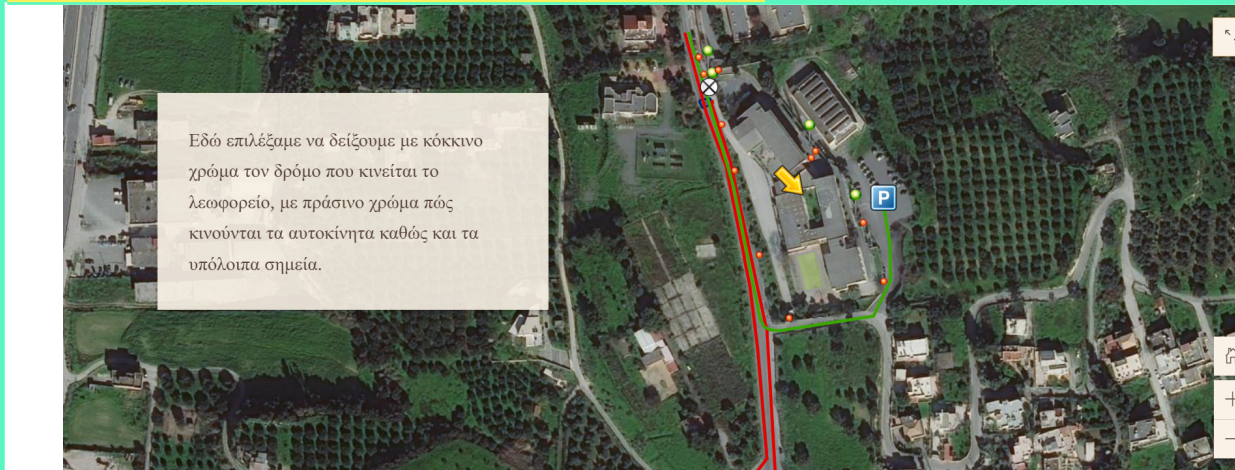 Εδώ επιλέξαμε να δείξουμε με κόκκινο
χρώμα τον δρόμο που κινείται το
λεωφορείο, με πράσινο χρώμα πώς
κινούνται τα αυτοκίνητα καθώς και τα
υπόλοιπα σημεία.
P